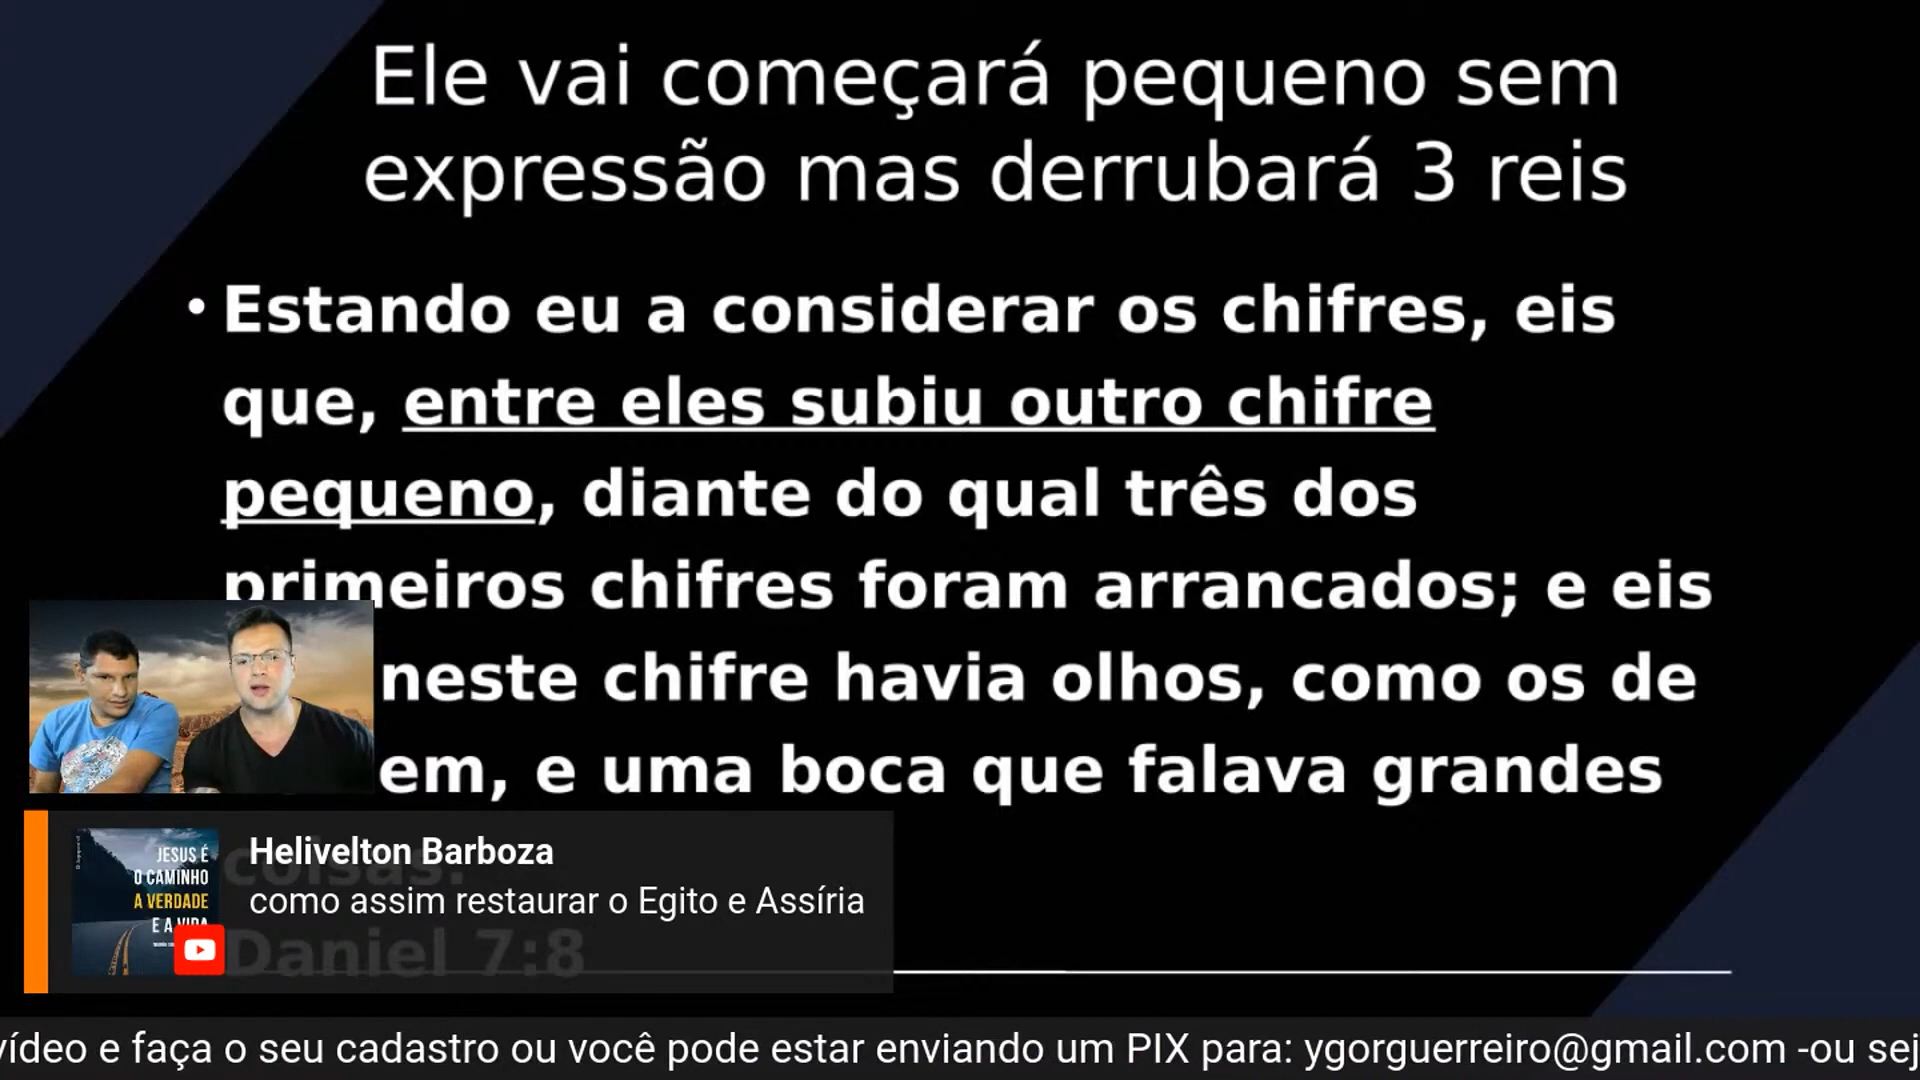 Ele vai começará pequeno sem
expressão mas derrubará 3 reis
• Estando eu a considerar os chifres, eis
que, entre eles subiu outro chifre
pequeno, diante do qual três dos
primeiros chifres foram arrancados; e eis
neste chifre havia olhos, como os de
em, e uma boca que falava grandes
coisas.
Daniel 7:8
JESUS É
O CAMINHO
A VERDADE
E A VIDA
Helivelton Barboza
como assim restaurar o Egito e Assíria
vídeo e faça o seu cadastro ou você pode estar enviando um PIX para: ygorguerreiro@gmail.com -ou sej